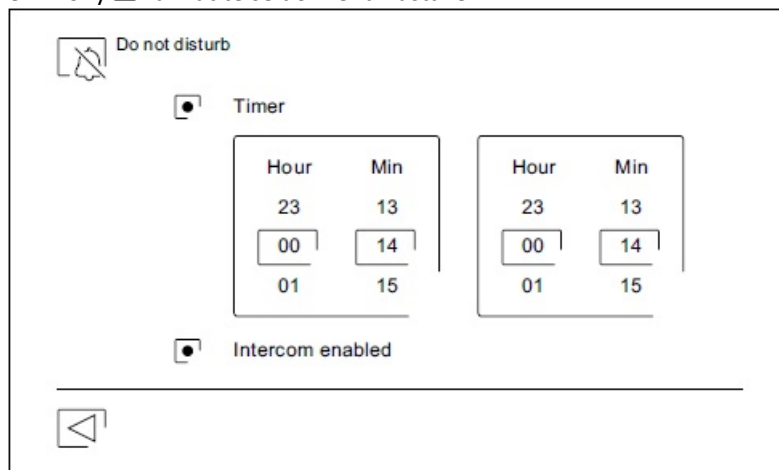 Do not disturb
Timer
Hour Min Hour Min
23 13 23 13
00 14 00 14
01 15 01 15
Intercom enabled